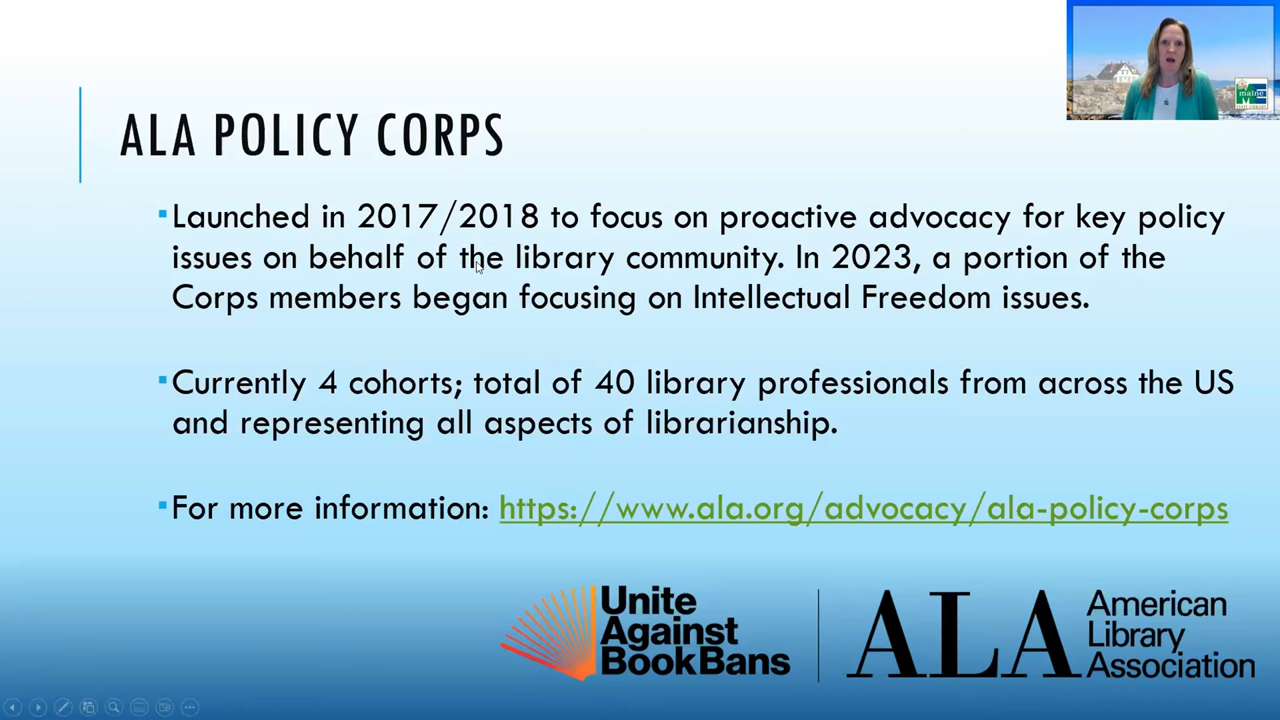 ALA POLICY CORPS
Launched in 2017/2018 to focus on proactive advocacy for key policy
issues on behalf of the library community. In 2023, a portion of the
Corps members began focusing on Intellectual Freedom issues.
Currently 4 cohorts; total of 40 library professionals from across the US
and representing all aspects of librarianship.
For more information: https://www.ala.org/advocacy/ala-policy-corps
Unite
Against
Book Bans
ALA
American
Library
Association
maine